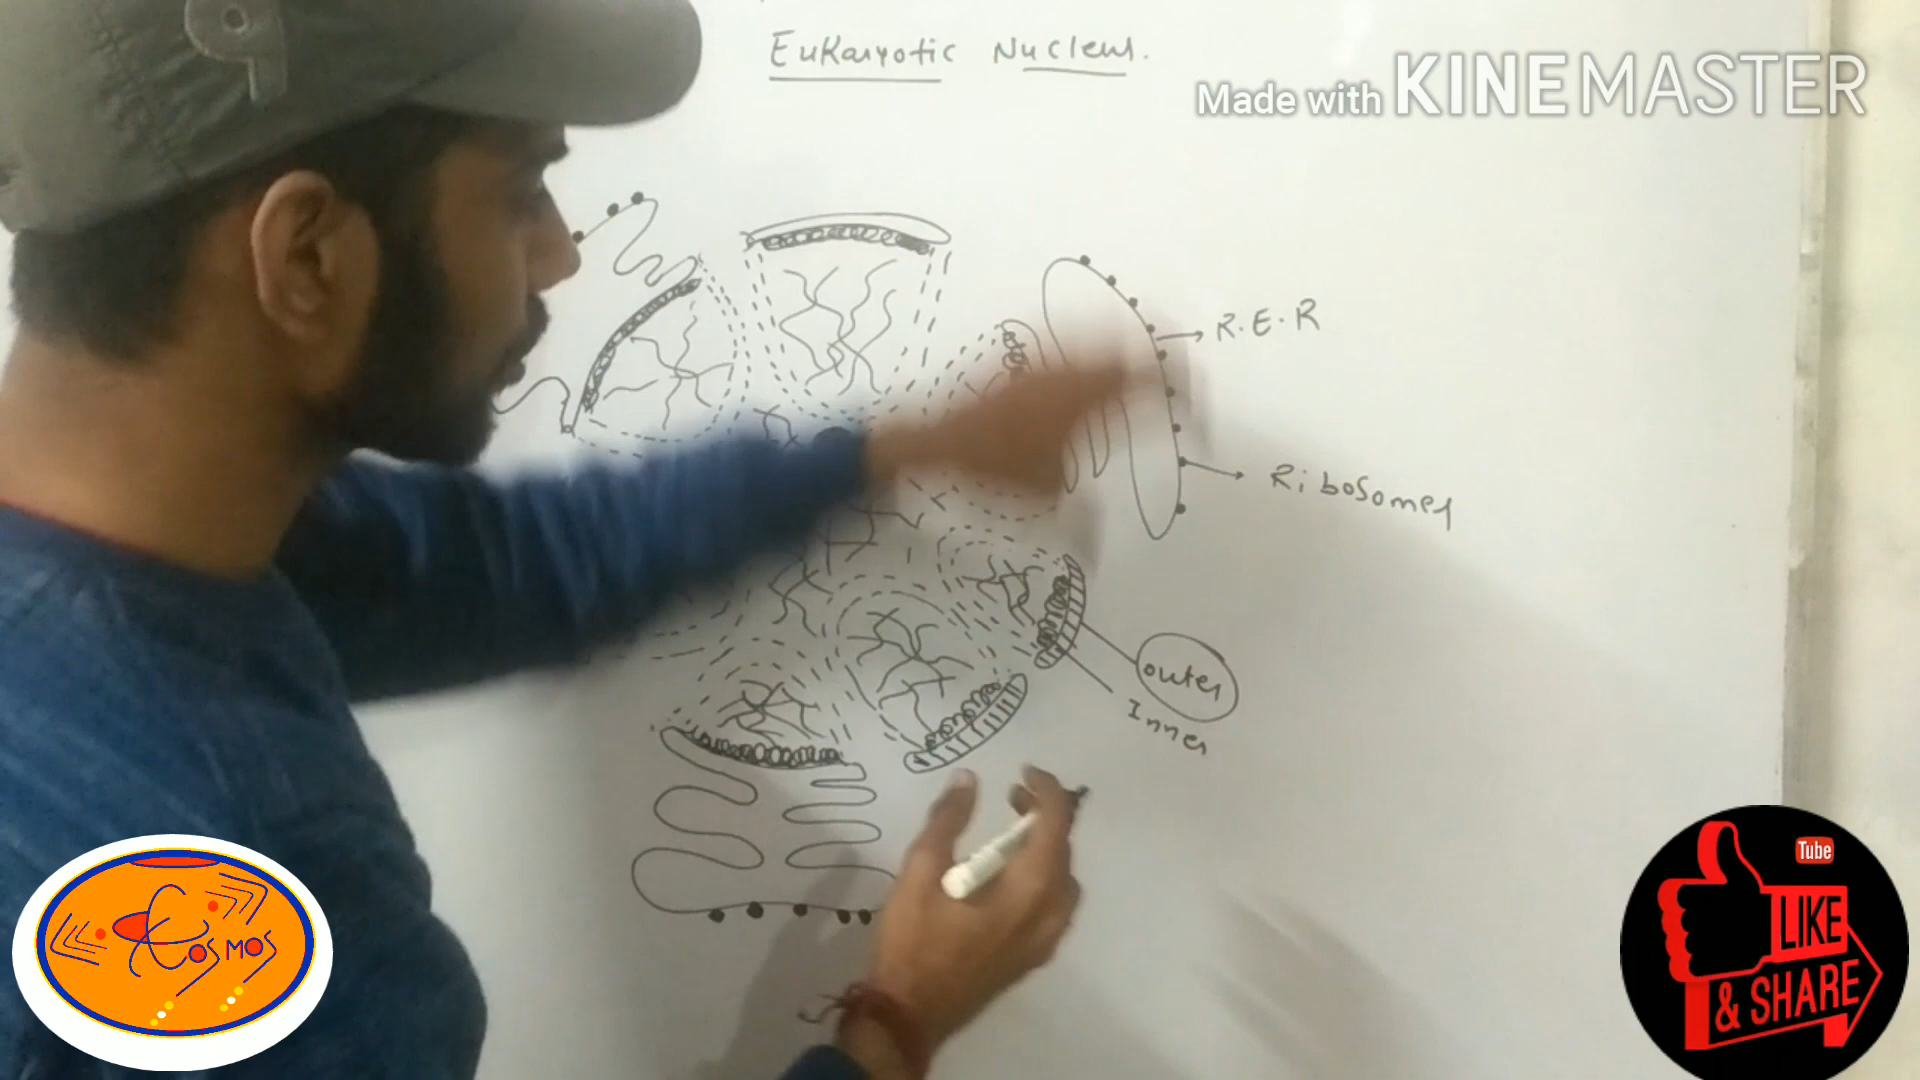 Eukaryotic Nucleus.
Made with KINEMASTER
R.E.R
Ribosomes
outer
Inner
Cosmos
Tube
LIKE
& SHARE